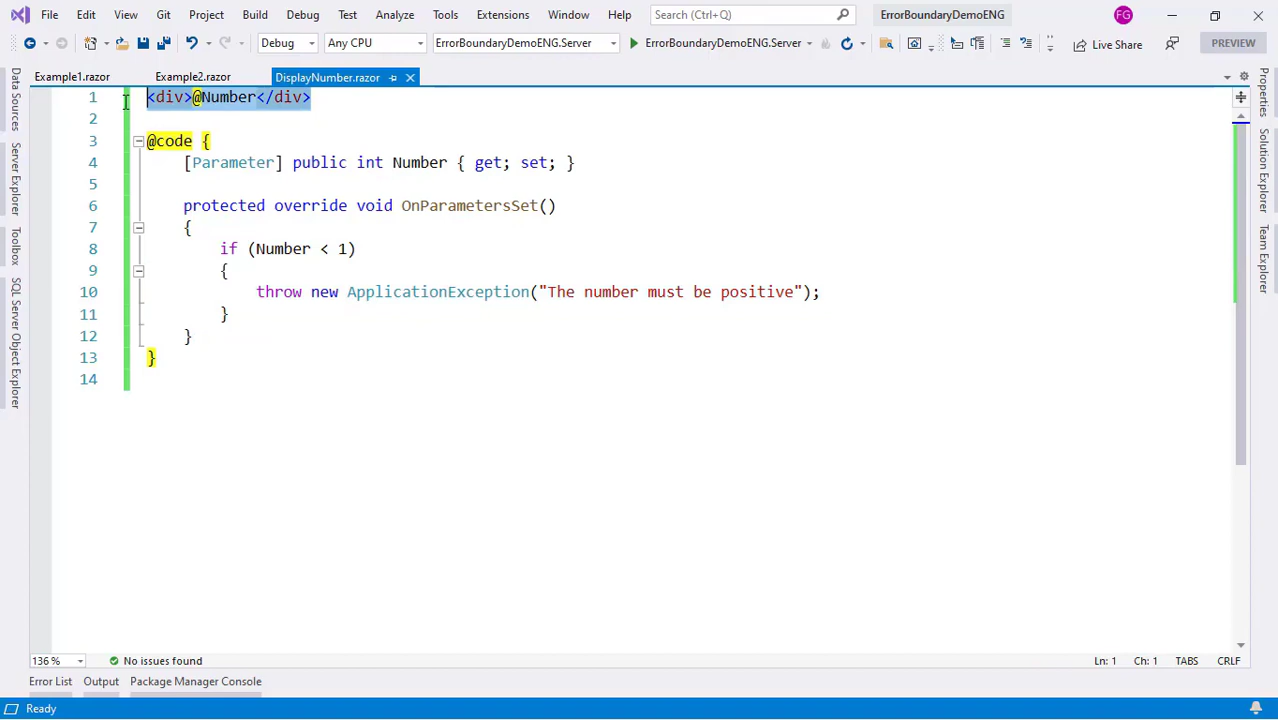 File Edit View Git Project Build Debug Test Analyze Tools Extensions Window Help Search (Ctrl+Q) ErrorBoundaryDemoENG FG
Debug Any CPU ErrorBoundaryDemoENG.Server ErrorBoundaryDemoENG.Server Live Share PREVIEW
Example1.razor Example2.razor DisplayNumber.razor
1 <div>@Number</div>
2
3 @code {
4 [Parameter] public int Number { get; set; }
5
6 protected override void OnParametersSet()
7 {
8 if (Number < 1)
9 {
10 throw new ApplicationException("The number must be positive");
11 }
12 }
13 }
14
Data Sources
Server Explorer
Toolbox
SQL Server Object Explorer
Properties
Solution Explorer
Team Explorer
136 % No issues found Ln: 1 Ch: 1 TABS CRLF
Error List Output Package Manager Console
Ready